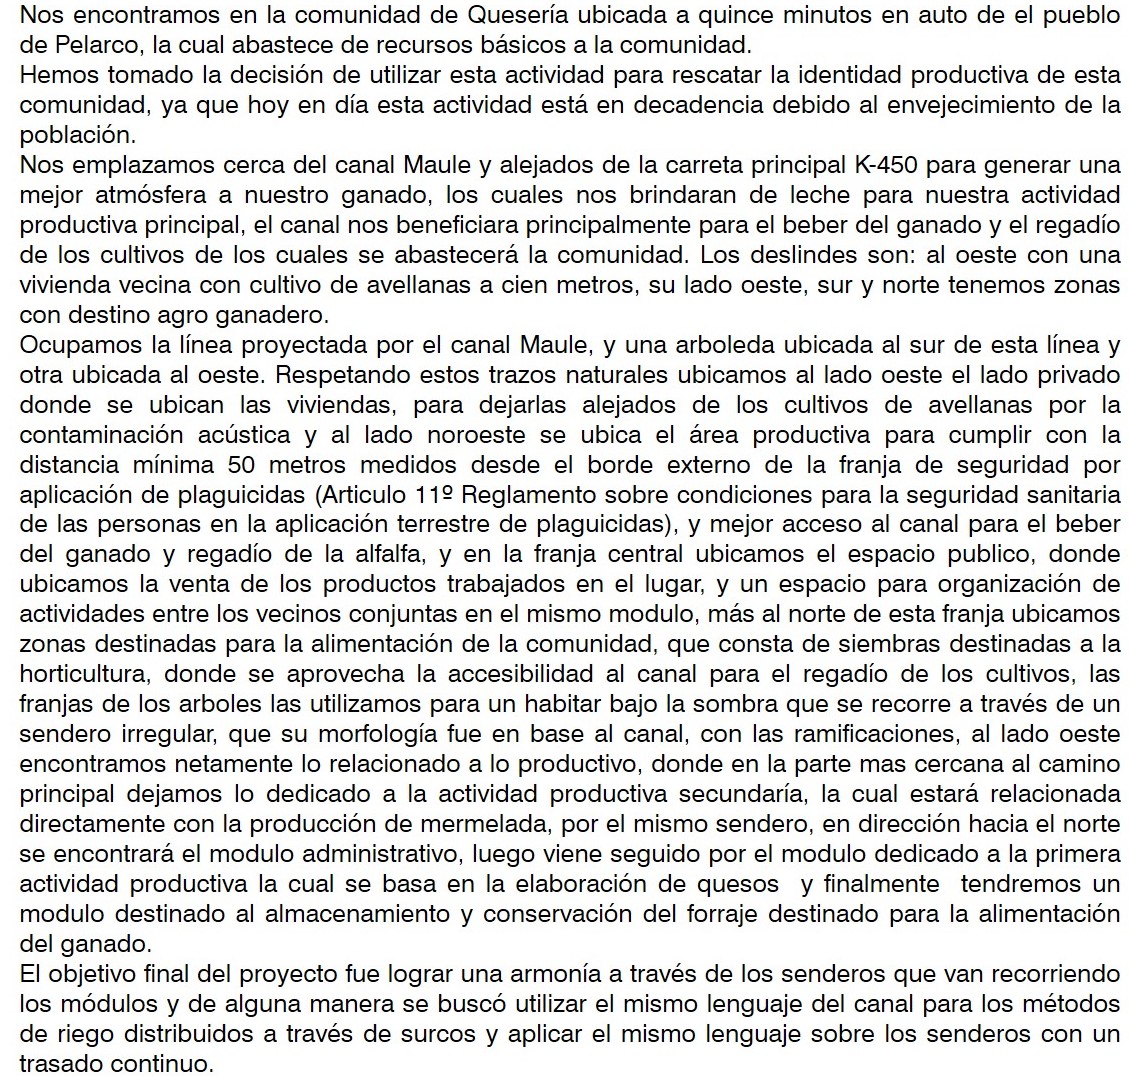 Nos encontramos en la comunidad de Quesería ubicada a quince minutos en auto de el pueblo
de Pelarco, la cual abastece de recursos básicos a la comunidad.
Hemos tomado la decisión de utilizar esta actividad para rescatar la identidad productiva de esta
comunidad, ya que hoy en día esta actividad está en decadencia debido al envejecimiento de la
población.
Nos emplazamos cerca del canal Maule y alejados de la carreta principal K-450 para generar una
mejor atmósfera a nuestro ganado, los cuales nos brindaran de leche para nuestra actividad
productiva principal, el canal nos beneficiara principalmente para el beber del ganado y el regadío
de los cultivos de los cuales se abastecerá la comunidad. Los deslindes son: al oeste con una
vivienda vecina con cultivo de avellanas a cien metros, su lado oeste, sur y norte tenemos zonas
con destino agro ganadero.
Ocupamos la línea proyectada por el canal Maule, y una arboleda ubicada al sur de esta línea y
otra ubicada al oeste. Respetando estos trazos naturales ubicamos al lado oeste el lado privado
donde se ubican las viviendas, para dejarlas alejados de los cultivos de avellanas por la
contaminación acústica y al lado noroeste se ubica el área productiva para cumplir con la
distancia mínima 50 metros medidos desde el borde externo de la franja de seguridad por
aplicación de plaguicidas (Articulo 11º Reglamento sobre condiciones para la seguridad sanitaria
de las personas en la aplicación terrestre de plaguicidas), y mejor acceso al canal para el beber
del ganado y regadío de la alfalfa, y en la franja central ubicamos el espacio publico, donde
ubicamos la venta de los productos trabajados en el lugar, y un espacio para organización de
actividades entre los vecinos conjuntas en el mismo modulo, más al norte de esta franja ubicamos
zonas destinadas para la alimentación de la comunidad, que consta de siembras destinadas a la
horticultura, donde se aprovecha la accesibilidad al canal para el regadío de los cultivos, las
franjas de los arboles las utilizamos para un habitar bajo la sombra que se recorre a través de un
sendero irregular, que su morfología fue en base al canal, con las ramificaciones, al lado oeste
encontramos netamente lo relacionado a lo productivo, donde en la parte mas cercana al camino
principal dejamos lo dedicado a la actividad productiva secundaría, la cual estará relacionada
directamente con la producción de mermelada, por el mismo sendero, en dirección hacia el norte
se encontrará el modulo administrativo, luego viene seguido por el modulo dedicado a la primera
actividad productiva la cual se basa en la elaboración de quesos y finalmente tendremos un
modulo destinado al almacenamiento y conservación del forraje destinado para la alimentación
del ganado.
El objetivo final del proyecto fue lograr una armonía a través de los senderos que van recorriendo
los módulos y de alguna manera se buscó utilizar el mismo lenguaje del canal para los métodos
de riego distribuidos a través de surcos y aplicar el mismo lenguaje sobre los senderos con un
trasado continuo.